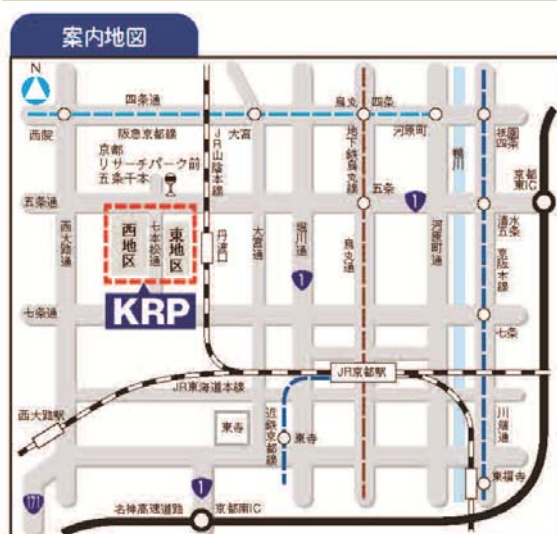 案内地図
N
四条通
烏丸
四条
西院
阪急京都線
大宮
河原町
祇園
四条
京都
リサーチパーク前
五条千本
JR山陰本線
地下鉄烏丸線
鴨川
京都
東IC
五条通
五条
1
清水
五条
西大路通
西地区
七本松通
東地区
丹波口
大宮通
堀川通
烏丸通
河原町通
京阪本線
1
KRP
七条通
七条
JR京都駅
JR東海道本線
西大路駅
東寺
近鉄京都線
東寺
川端通
東福寺
171
1
名神高速道路
京都南IC